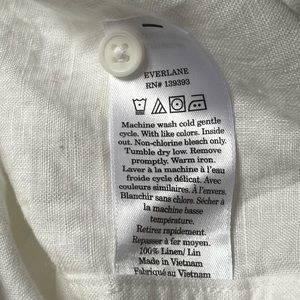 EVERLANE
RN# 139393
Machine wash cold gentle
cycle. With like colors. Inside
out. Non-chlorine bleach only.
Tumble dry low. Remove
promptly. Warm iron.
Laver à la machine à l'eau
froide cycle délicat. Avec
couleurs similaires. À l'envers.
Blanchir sans chlore. Sécher à
la machine basse
température.
Retirez rapidement.
Repasser à fer moyen.
100% Linen/ Lin
Made in Vietnam
Fabriqué au Vietnam